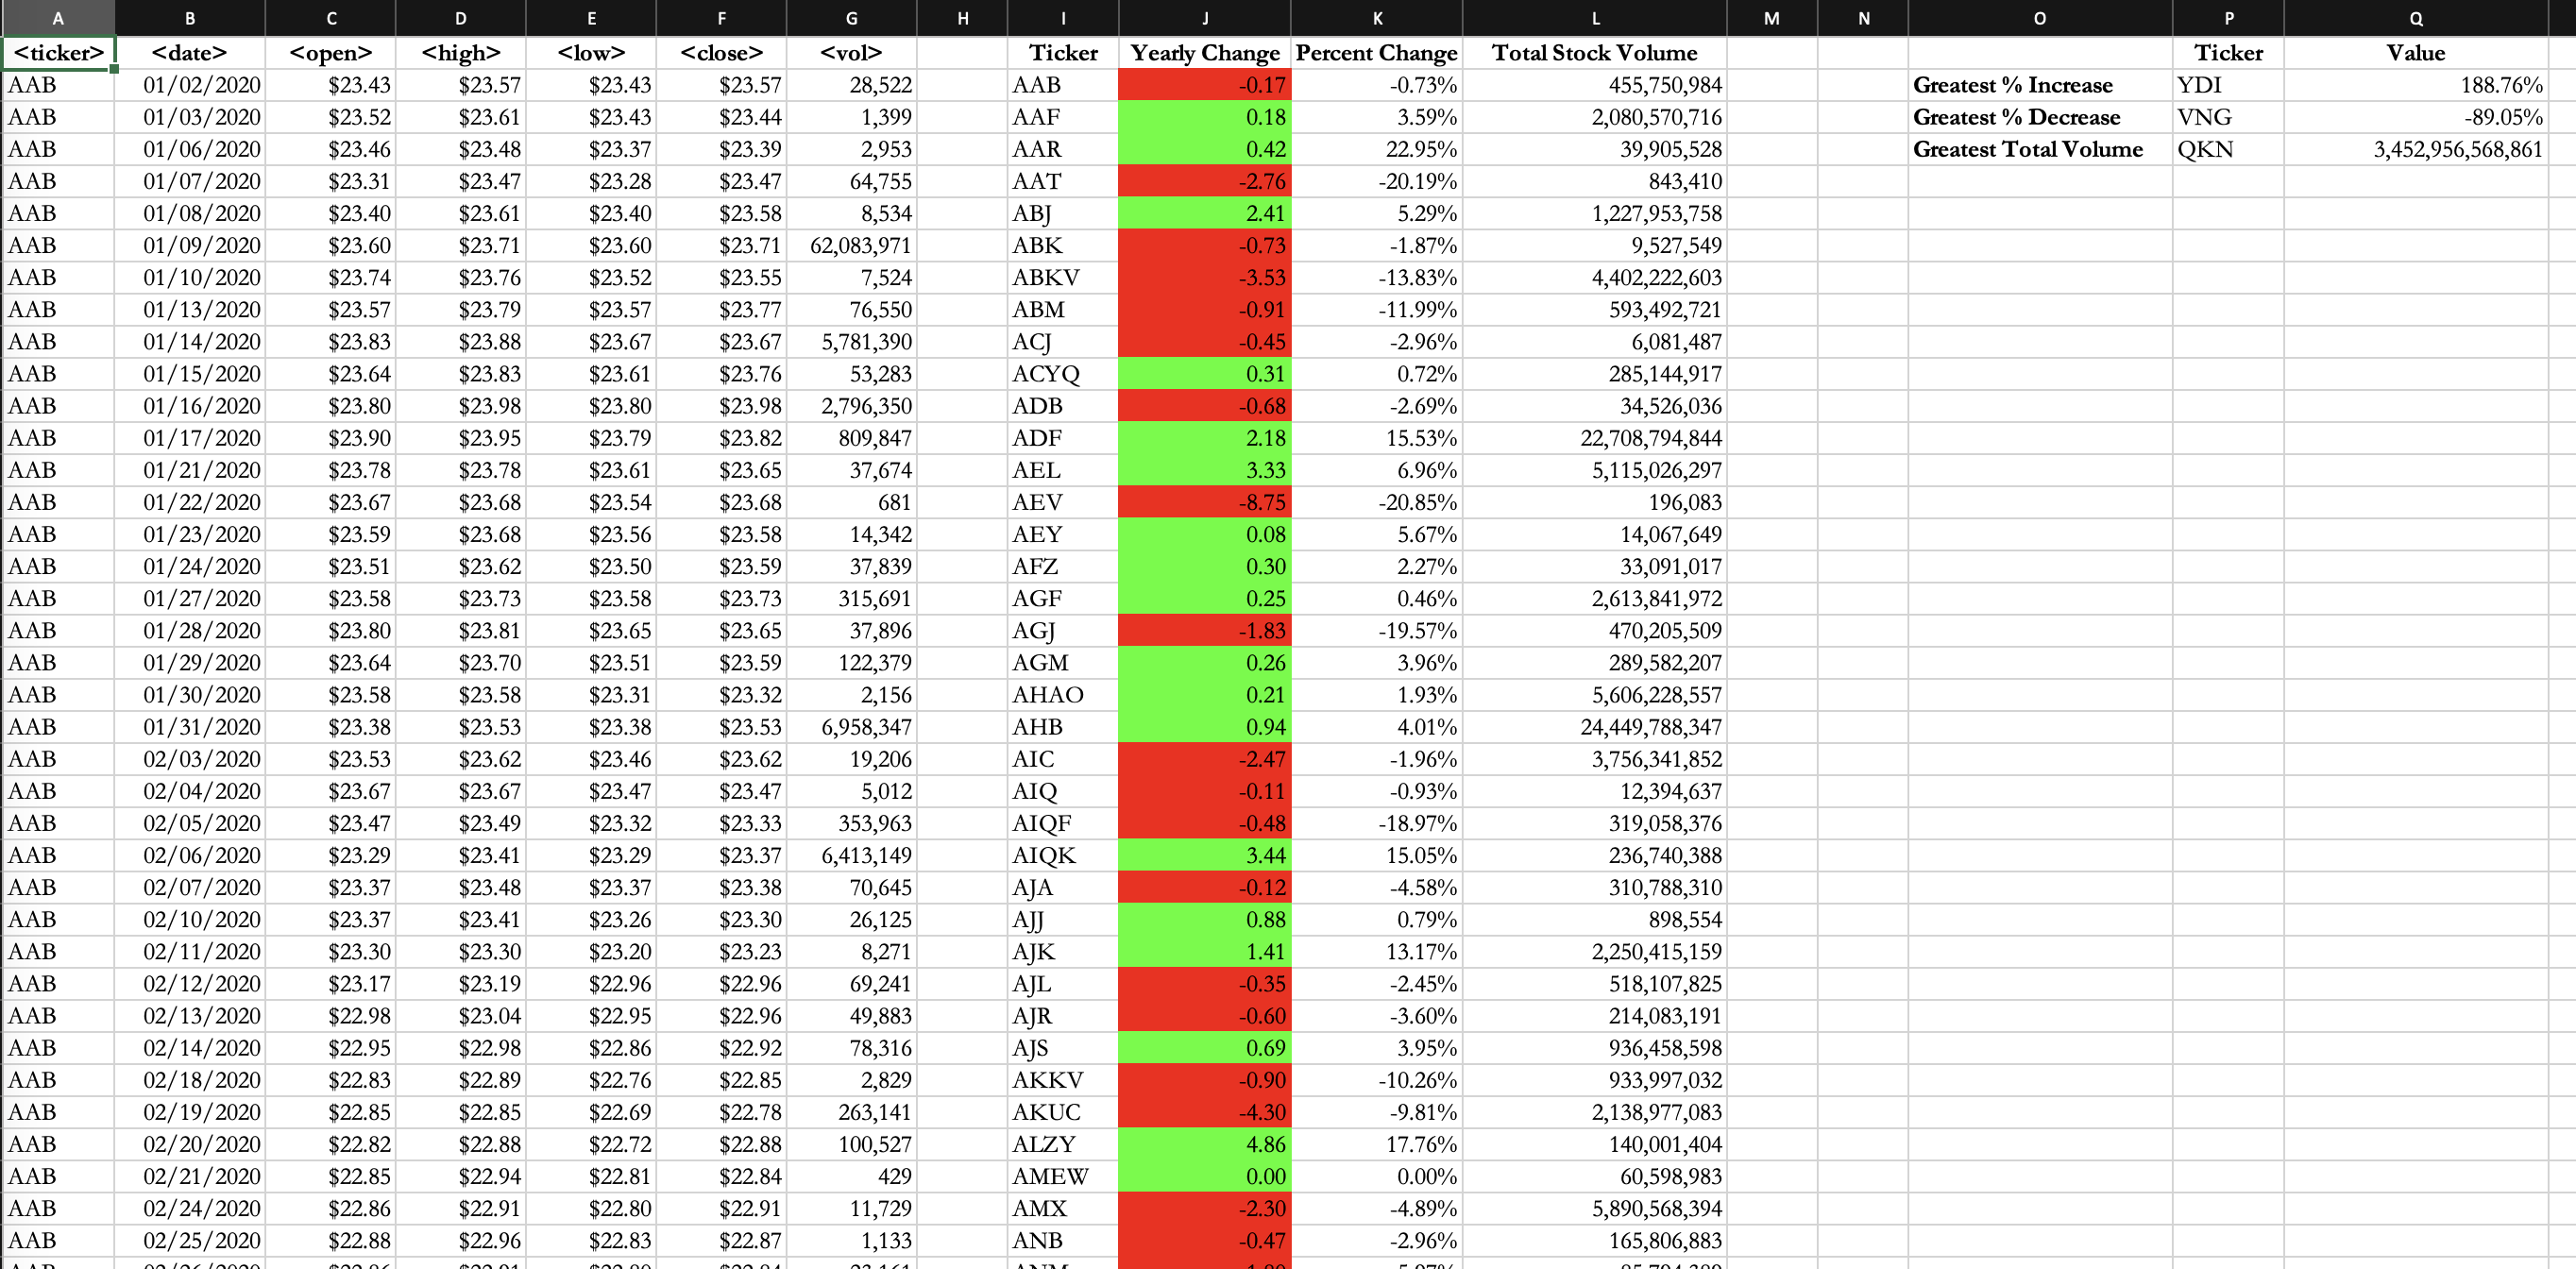 A B C D E F G H I J K L M N O P Q
<ticker> <date> <open> <high> <low> <close> <vol> Ticker Yearly Change Percent Change Total Stock Volume Ticker Value
AAB 01/02/2020 $23.43 $23.57 $23.43 $23.57 28,522 AAB -0.17 -0.73% 455,750,984 Greatest % Increase YDI 188.76%
AAB 01/03/2020 $23.52 $23.61 $23.43 $23.44 1,399 AAF 0.18 3.59% 2,080,570,716 Greatest % Decrease VNG -89.05%
AAB 01/06/2020 $23.46 $23.48 $23.37 $23.39 2,953 AAR 0.42 22.95% 39,905,528 Greatest Total Volume QKN 3,452,956,568,861
AAB 01/07/2020 $23.31 $23.47 $23.28 $23.47 64,755 AAT -2.76 -20.19% 843,410
AAB 01/08/2020 $23.40 $23.61 $23.40 $23.58 8,534 ABJ 2.41 5.29% 1,227,953,758
AAB 01/09/2020 $23.60 $23.71 $23.60 $23.71 62,083,971 ABK -0.73 -1.87% 9,527,549
AAB 01/10/2020 $23.74 $23.76 $23.52 $23.55 7,524 ABKV -3.53 -13.83% 4,402,222,603
AAB 01/13/2020 $23.57 $23.79 $23.57 $23.77 76,550 ABM -0.91 -11.99% 593,492,721
AAB 01/14/2020 $23.83 $23.88 $23.67 $23.67 5,781,390 ACJ -0.45 -2.96% 6,081,487
AAB 01/15/2020 $23.64 $23.83 $23.61 $23.76 53,283 ACYQ 0.31 0.72% 285,144,917
AAB 01/16/2020 $23.80 $23.98 $23.80 $23.98 2,796,350 ADB -0.68 -2.69% 34,526,036
AAB 01/17/2020 $23.90 $23.95 $23.79 $23.82 809,847 ADF 2.18 15.53% 22,708,794,844
AAB 01/21/2020 $23.78 $23.78 $23.61 $23.65 37,674 AEL 3.33 6.96% 5,115,026,297
AAB 01/22/2020 $23.67 $23.68 $23.54 $23.68 681 AEV -8.75 -20.85% 196,083
AAB 01/23/2020 $23.59 $23.68 $23.56 $23.58 14,342 AEY 0.08 5.67% 14,067,649
AAB 01/24/2020 $23.51 $23.62 $23.50 $23.59 37,839 AFZ 0.30 2.27% 33,091,017
AAB 01/27/2020 $23.58 $23.73 $23.58 $23.73 315,691 AGF 0.25 0.46% 2,613,841,972
AAB 01/28/2020 $23.80 $23.81 $23.65 $23.65 37,896 AGJ -1.83 -19.57% 470,205,509
AAB 01/29/2020 $23.64 $23.70 $23.51 $23.59 122,379 AGM 0.26 3.96% 289,582,207
AAB 01/30/2020 $23.58 $23.58 $23.31 $23.32 2,156 AHAO 0.21 1.93% 5,606,228,557
AAB 01/31/2020 $23.38 $23.53 $23.38 $23.53 6,958,347 AHB 0.94 4.01% 24,449,788,347
AAB 02/03/2020 $23.53 $23.62 $23.46 $23.62 19,206 AIC -2.47 -1.96% 3,756,341,852
AAB 02/04/2020 $23.67 $23.67 $23.47 $23.47 5,012 AIQ -0.11 -0.93% 12,394,637
AAB 02/05/2020 $23.47 $23.49 $23.32 $23.33 353,963 AIQF -0.48 -18.97% 319,058,376
AAB 02/06/2020 $23.29 $23.41 $23.29 $23.37 6,413,149 AIQK 3.44 15.05% 236,740,388
AAB 02/07/2020 $23.37 $23.48 $23.37 $23.38 70,645 AJA -0.12 -4.58% 310,788,310
AAB 02/10/2020 $23.37 $23.41 $23.26 $23.30 26,125 AJJ 0.88 0.79% 898,554
AAB 02/11/2020 $23.30 $23.30 $23.20 $23.23 8,271 AJK 1.41 13.17% 2,250,415,159
AAB 02/12/2020 $23.17 $23.19 $22.96 $22.96 69,241 AJL -0.35 -2.45% 518,107,825
AAB 02/13/2020 $22.98 $23.04 $22.95 $22.96 49,883 AJR -0.60 -3.60% 214,083,191
AAB 02/14/2020 $22.95 $22.98 $22.86 $22.92 78,316 AJS 0.69 3.95% 936,458,598
AAB 02/18/2020 $22.83 $22.89 $22.76 $22.85 2,829 AKKV -0.90 -10.26% 933,997,032
AAB 02/19/2020 $22.85 $22.85 $22.69 $22.78 263,141 AKUC -4.30 -9.81% 2,138,977,083
AAB 02/20/2020 $22.82 $22.88 $22.72 $22.88 100,527 ALZY 4.86 17.76% 140,001,404
AAB 02/21/2020 $22.85 $22.94 $22.81 $22.84 429 AMEW 0.00 0.00% 60,598,983
AAB 02/24/2020 $22.86 $22.91 $22.80 $22.91 11,729 AMX -2.30 -4.89% 5,890,568,394
AAB 02/25/2020 $22.88 $22.96 $22.83 $22.87 1,133 ANB -0.47 -2.96% 165,806,883